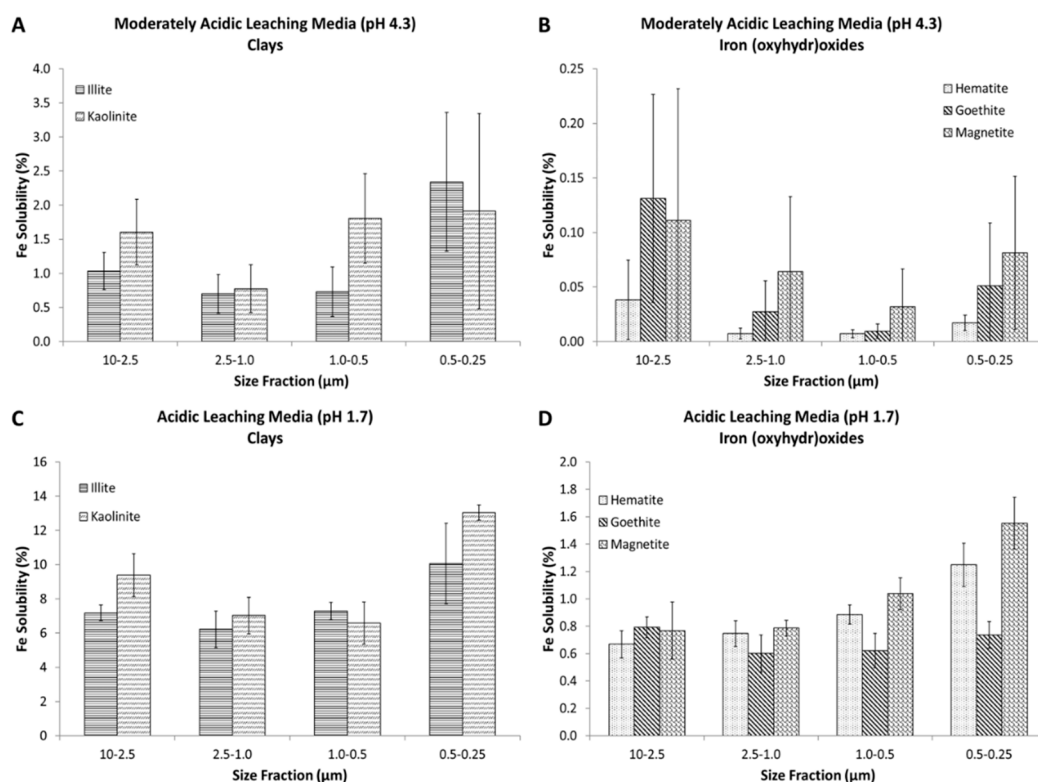 A
Moderately Acidic Leaching Media (pH 4.3)
Clays
Fe Solubility (%)
4.0
3.5
3.0
2.5
2.0
1.5
1.0
0.5
0.0
Illite
Kaolinite
10-2.5
2.5-1.0
1.0-0.5
0.5-0.25
Size Fraction (μm)
B
Moderately Acidic Leaching Media (pH 4.3)
Iron (oxyhydr)oxides
Fe Solubility (%)
0.25
0.20
0.15
0.10
0.05
0.00
Hematite
Goethite
Magnetite
10-2.5
2.5-1.0
1.0-0.5
0.5-0.25
Size Fraction (μm)
C
Acidic Leaching Media (pH 1.7)
Clays
Fe Solubility (%)
16
14
12
10
8
6
4
2
0
Illite
Kaolinite
10-2.5
2.5-1.0
1.0-0.5
0.5-0.25
Size Fraction (μm)
D
Acidic Leaching Media (pH 1.7)
Iron (oxyhydr)oxides
Fe Solubility (%)
2.0
1.8
1.6
1.4
1.2
1.0
0.8
0.6
0.4
0.2
0.0
Hematite
Goethite
Magnetite
10-2.5
2.5-1.0
1.0-0.5
0.5-0.25
Size Fraction (μm)